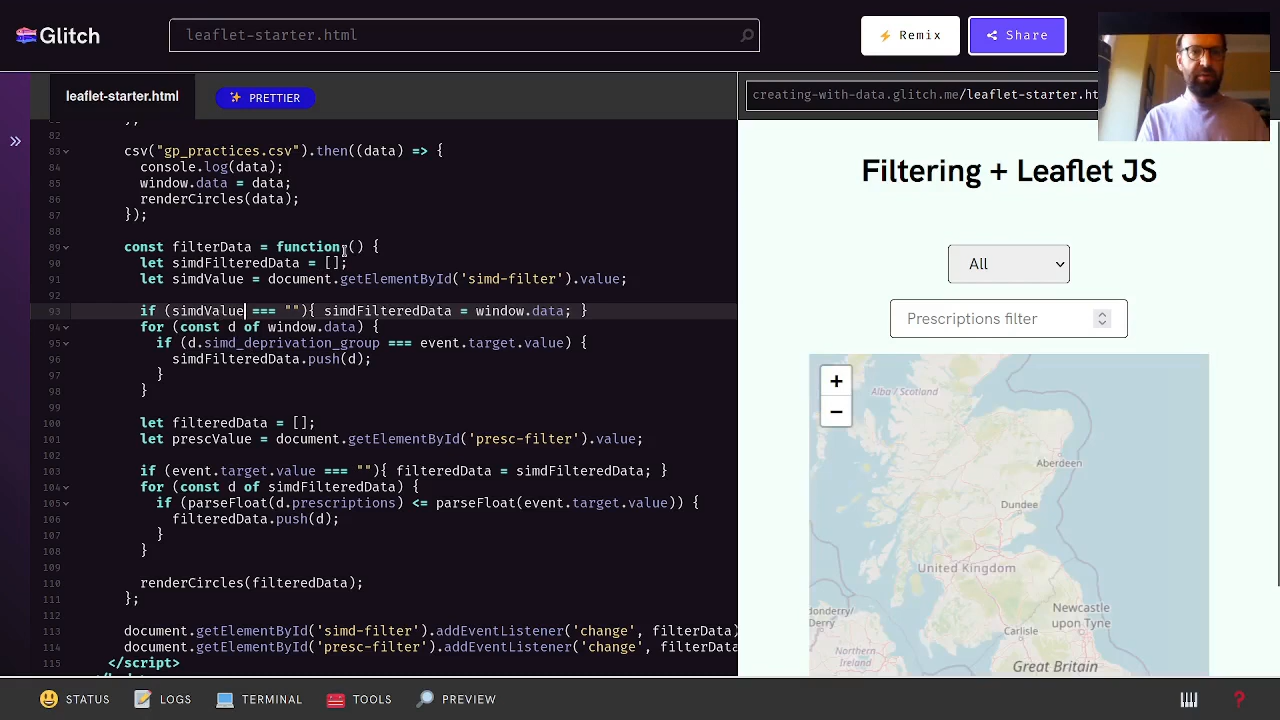 Glitch
leaflet-starter.html
Remix
Share
leaflet-starter.html
PRETTIER
creating-with-data.glitch.me/leaflet-starter.ht
82
83 csv("gp_practices.csv").then((data) => {
84 console.log(data);
85 window.data = data;
86 renderCircles(data);
87 });
88
89 const filterData = function () {
90 let simdFilteredData = [];
91 let simdValue = document.getElementById('simd-filter').value;
92
93 if (simdValue === ""){ simdFilteredData = window.data; }
94 for (const d of window.data) {
95 if (d.simd_deprivation_group === event.target.value) {
96 simdFilteredData.push(d);
97 }
98 }
99
100 let filteredData = [];
101 let prescValue = document.getElementById('presc-filter').value;
102
103 if (event.target.value === ""){ filteredData = simdFilteredData; }
104 for (const d of simdFilteredData) {
105 if (parseFloat(d.prescriptions) <= parseFloat(event.target.value)) {
106 filteredData.push(d);
107 }
108 }
109
110 renderCircles(filteredData);
111 };
112
113 document.getElementById('simd-filter').addEventListener('change', filterData)
114 document.getElementById('presc-filter').addEventListener('change', filterData
115 </script>
Filtering + Leaflet JS
All
Prescriptions filter
+
−
Alba / Scotland
Aberdeen
Dundee
United Kingdom
Newcastle
upon Tyne
Carlisle
donderry/
Derry
Northern
Ireland
Great Britain
STATUS
LOGS
TERMINAL
TOOLS
PREVIEW
?